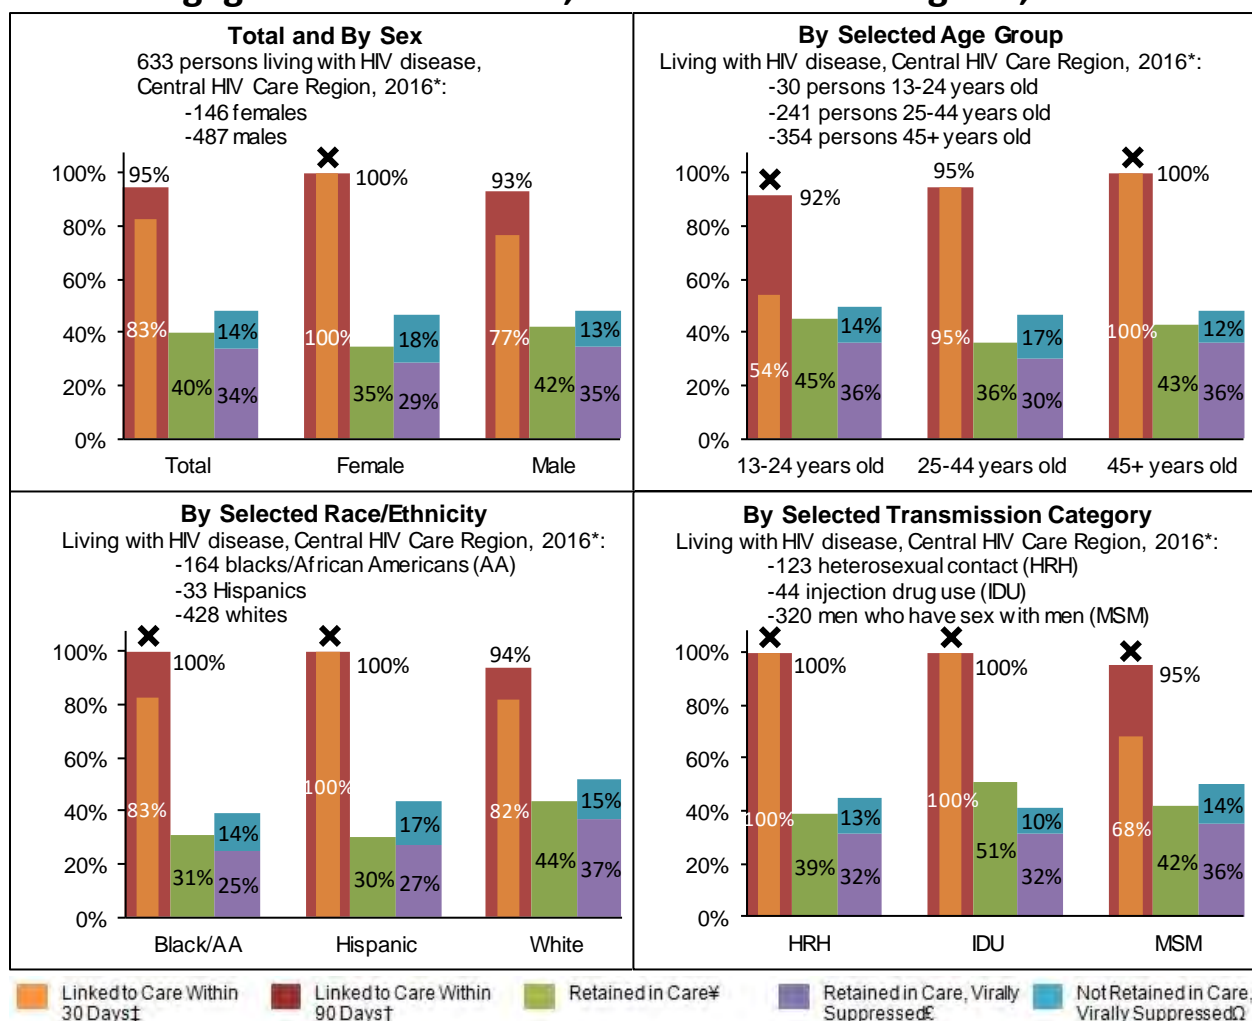 Total and By Sex
633 persons living with HIV disease,
Central HIV Care Region, 2016*:
-146 females
-487 males
100%
80%
60%
40%
20%
0%
95%
83%
40%
14%
34%
100%
100%
35%
18%
29%
93%
77%
42%
13%
35%
Total
Female
Male
By Selected Age Group
Living with HIV disease, Central HIV Care Region, 2016*:
-30 persons 13-24 years old
-241 persons 25-44 years old
-354 persons 45+ years old
100%
80%
60%
40%
20%
0%
92%
54%
45%
14%
36%
95%
95%
36%
17%
30%
100%
100%
43%
12%
36%
13-24 years old
25-44 years old
45+ years old
By Selected Race/Ethnicity
Living with HIV disease, Central HIV Care Region, 2016*:
-164 blacks/African Americans (AA)
-33 Hispanics
-428 whites
100%
80%
60%
40%
20%
0%
100%
83%
31%
14%
25%
100%
100%
30%
17%
27%
94%
82%
44%
15%
37%
Black/AA
Hispanic
White
By Selected Transmission Category
Living with HIV disease, Central HIV Care Region, 2016*:
-123 heterosexual contact (HRH)
-44 injection drug use (IDU)
-320 men who have sex with men (MSM)
100%
80%
60%
40%
20%
0%
100%
100%
39%
13%
32%
100%
100%
51%
10%
32%
95%
68%
42%
14%
36%
HRH
IDU
MSM
Linked to Care Within
30 Days‡
Linked to Care Within
90 Days†
Retained in Care¥
Retained in Care, Virally
Suppressed£
Not Retained in Care,
Virally SuppressedΩ